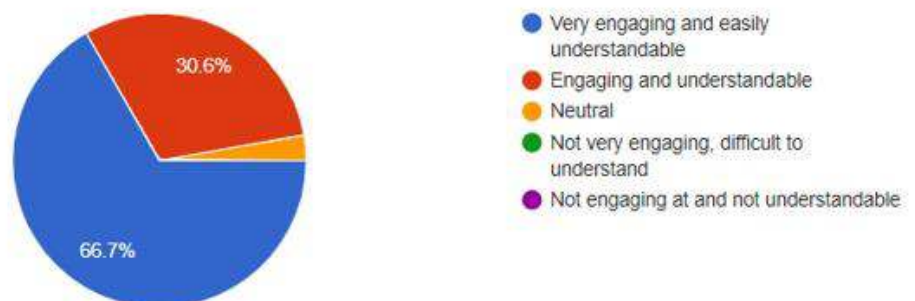 30.6%
66.7%
Very engaging and easily
understandable
Engaging and understandable
Neutral
Not very engaging, difficult to
understand
Not engaging at and not understandable